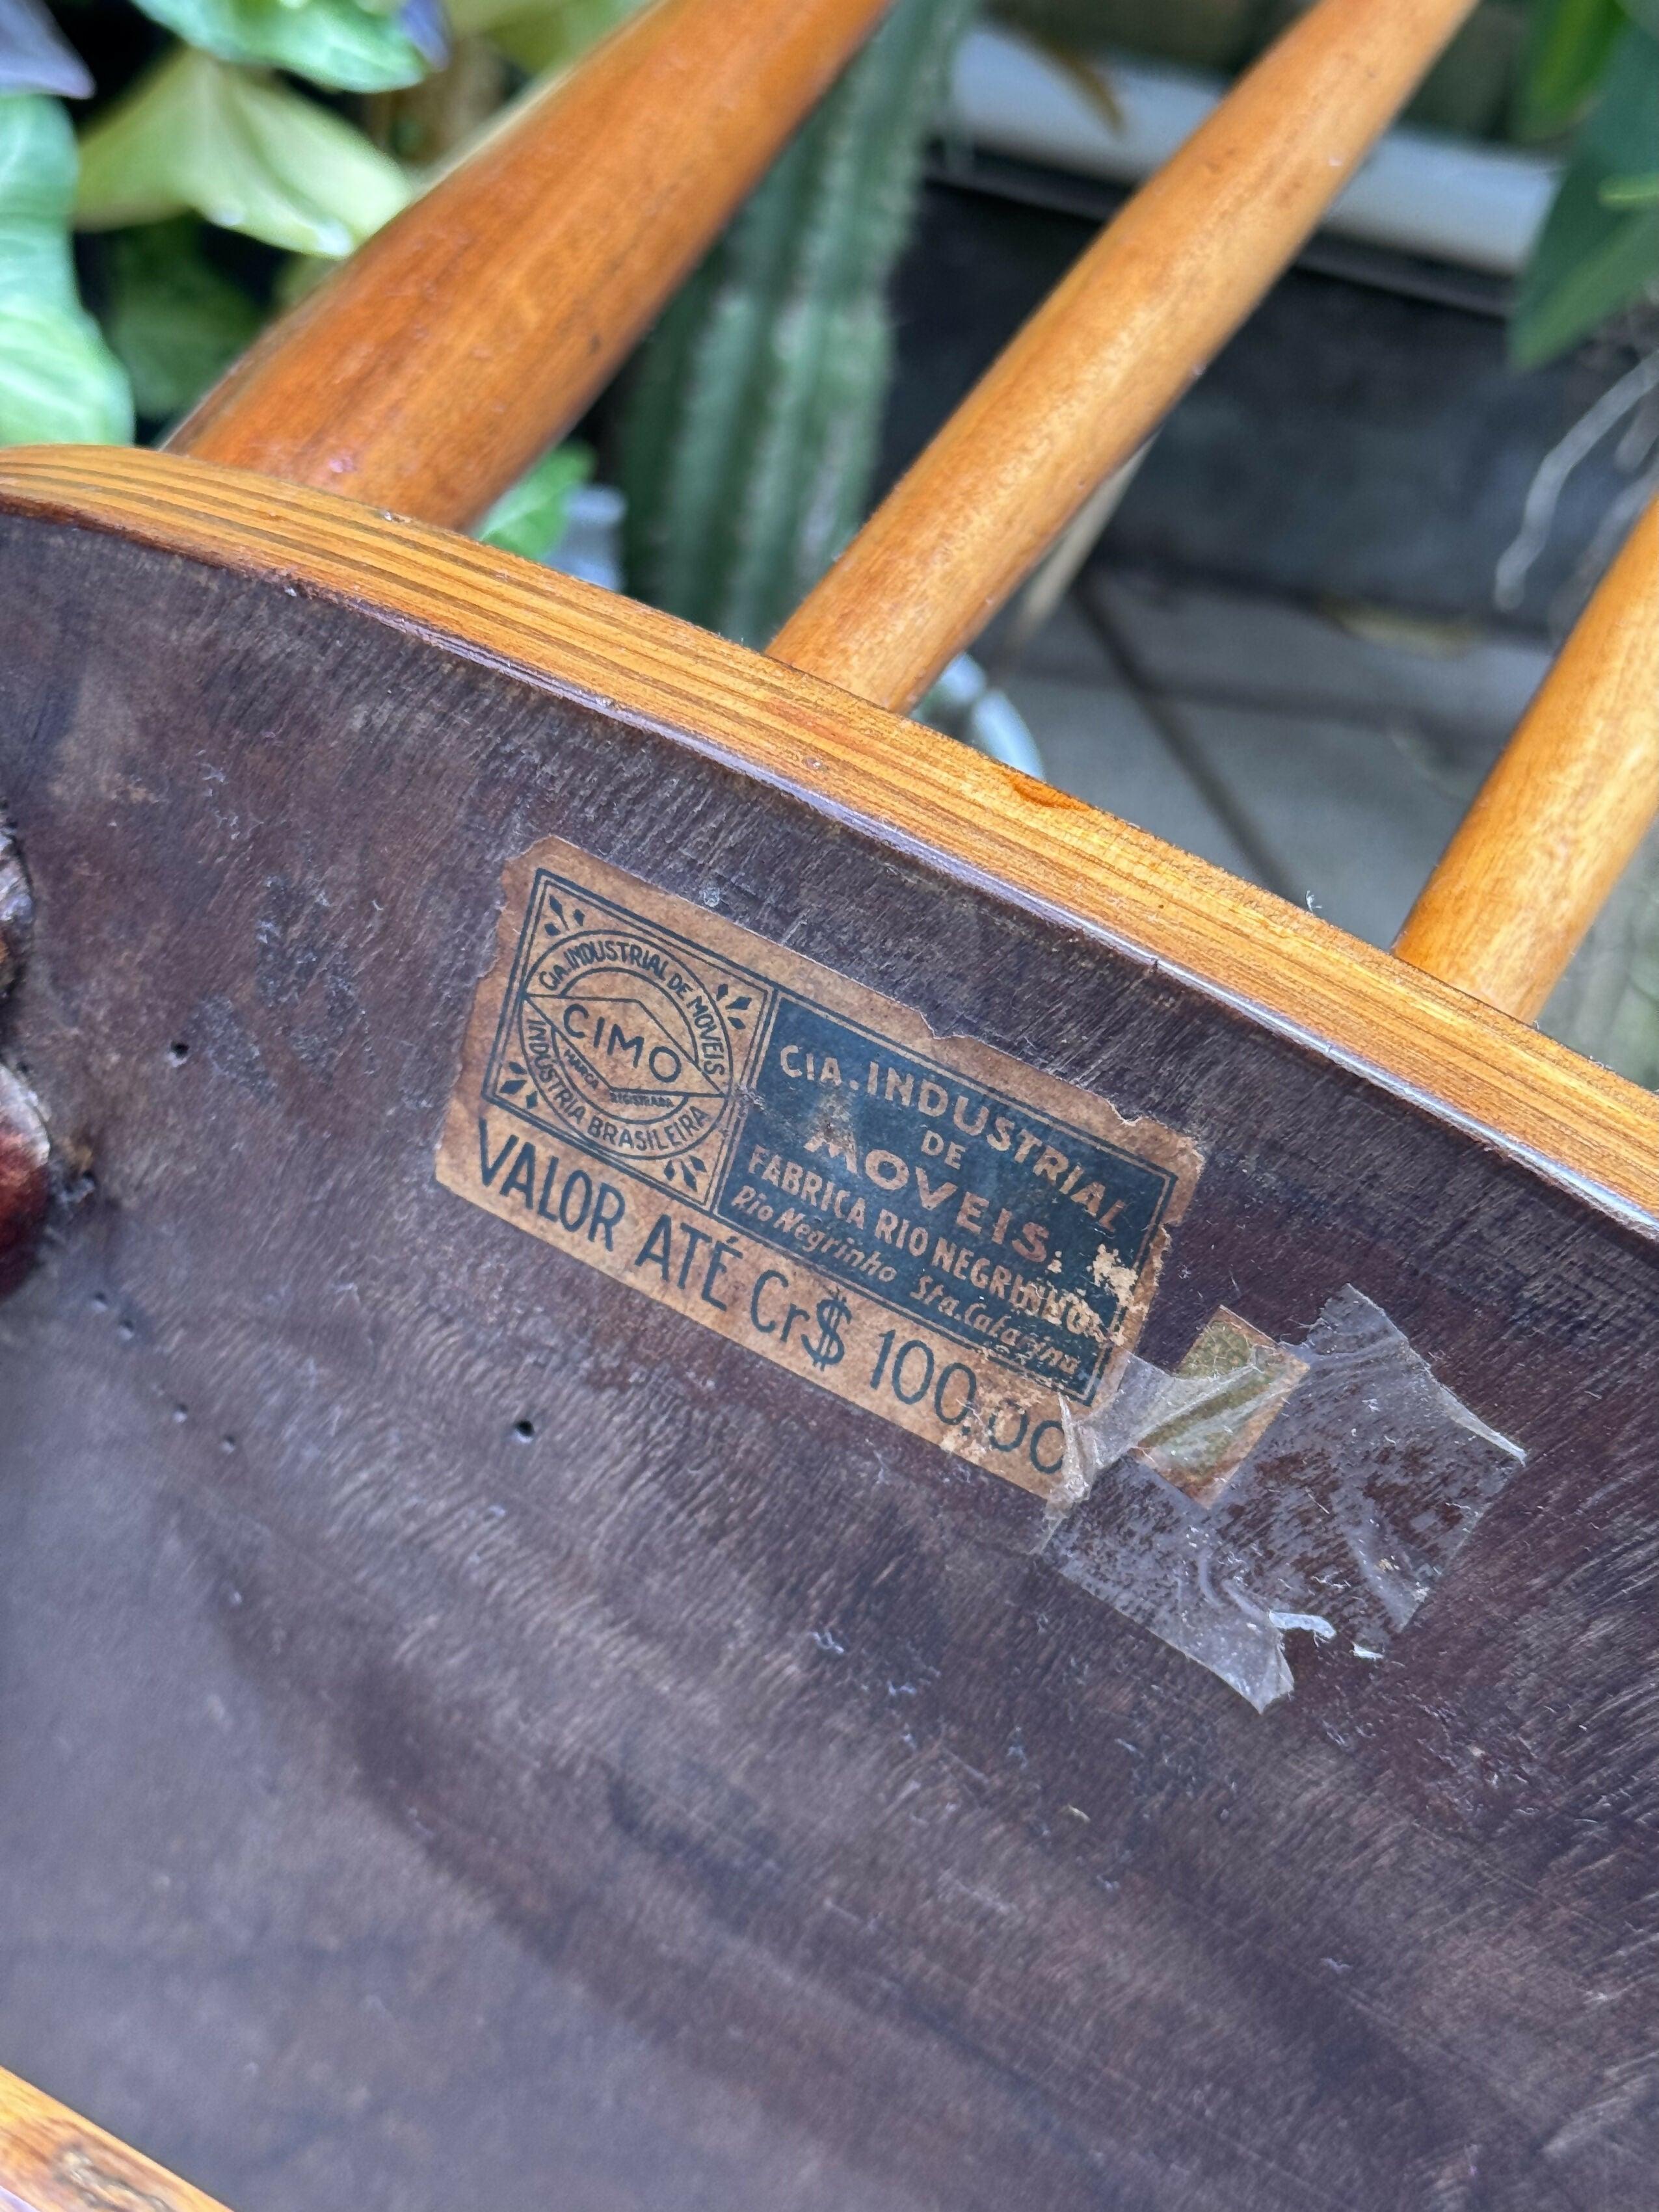 CIA. INDUSTRIAL DE MOVEIS
CIMO
MARCA REGISTRADA
INDÚSTRIA BRASILEIRA
CIA. INDUSTRIAL
DE
MOVEIS.
FABRICA RIO NEGRINHO
Rio Negrinho Sta. Catarina
VALOR ATÉ Cr$ 100,00